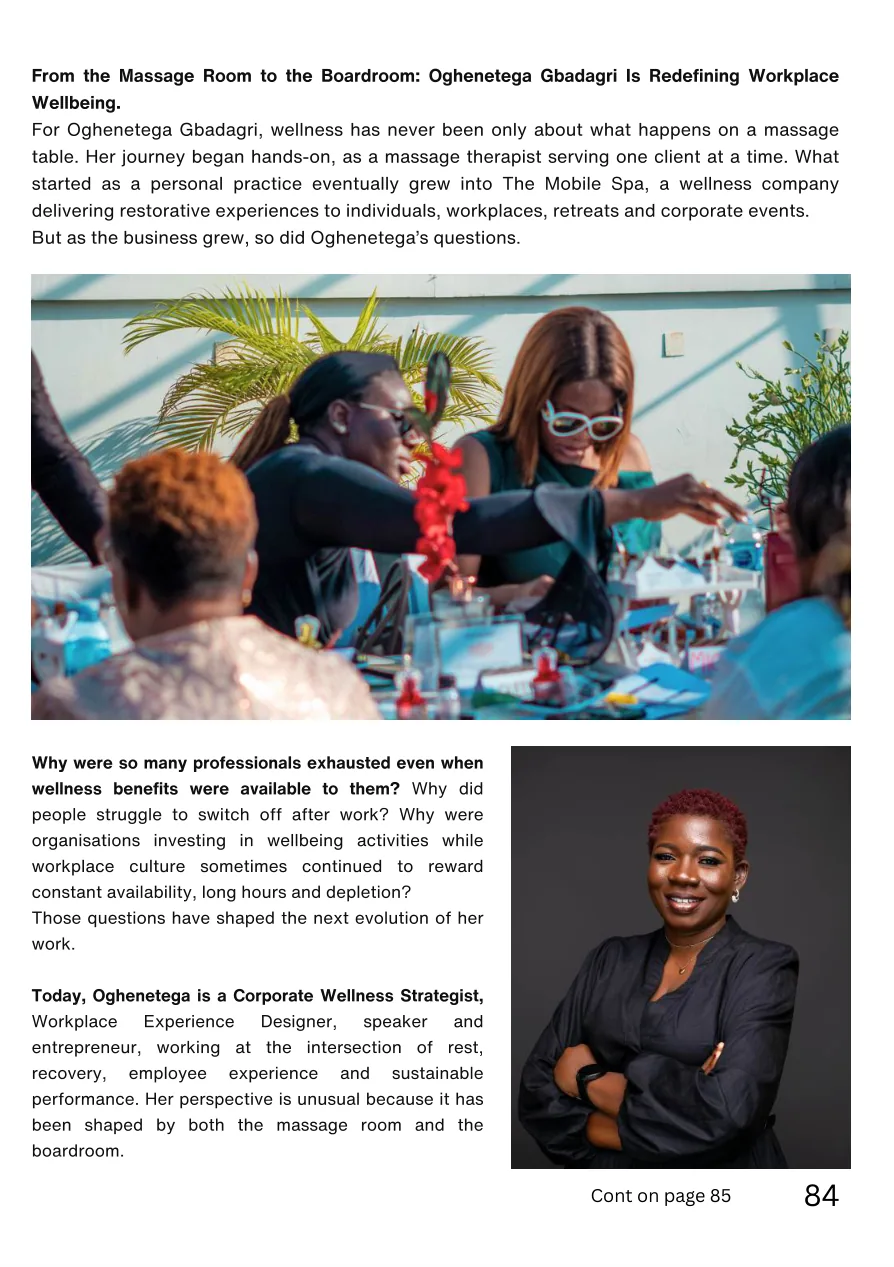 From the Massage Room to the Boardroom: Oghenetega Gbadagri Is Redefining Workplace
Wellbeing.
For Oghenetega Gbadagri, wellness has never been only about what happens on a massage
table. Her journey began hands-on, as a massage therapist serving one client at a time. What
started as a personal practice eventually grew into The Mobile Spa, a wellness company
delivering restorative experiences to individuals, workplaces, retreats and corporate events.
But as the business grew, so did Oghenetega’s questions.
Why were so many professionals exhausted even when
wellness benefits were available to them? Why did
people struggle to switch off after work? Why were
organisations investing in wellbeing activities while
workplace culture sometimes continued to reward
constant availability, long hours and depletion?
Those questions have shaped the next evolution of her
work.
Today, Oghenetega is a Corporate Wellness Strategist,
Workplace Experience Designer, speaker and
entrepreneur, working at the intersection of rest,
recovery, employee experience and sustainable
performance. Her perspective is unusual because it has
been shaped by both the massage room and the
boardroom.
Cont on page 85
84